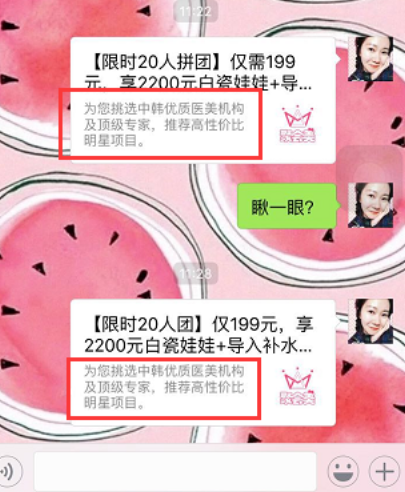 11:22
【限时20人拼团】仅需199
元，享2200元白瓷娃娃+导...
为您挑选中韩优质医美机构
及顶级专家，推荐高性价比
明星项目。
瞅一眼？
11:28
【限时20人团】仅199元，享
2200元白瓷娃娃+导入补水...
为您挑选中韩优质医美机构
及顶级专家，推荐高性价比
明星项目。